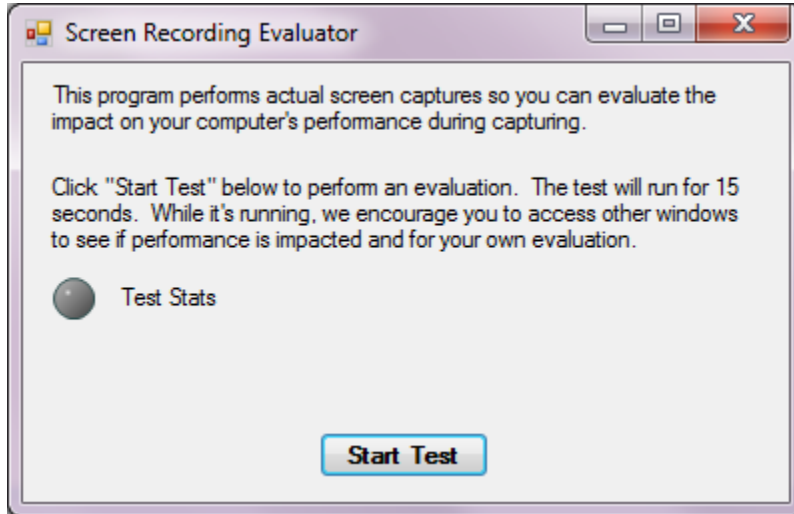 Screen Recording Evaluator
This program performs actual screen captures so you can evaluate the
impact on your computer's performance during capturing.
Click "Start Test" below to perform an evaluation.  The test will run for 15
seconds.  While it's running, we encourage you to access other windows
to see if performance is impacted and for your own evaluation.
Test Stats
Start Test